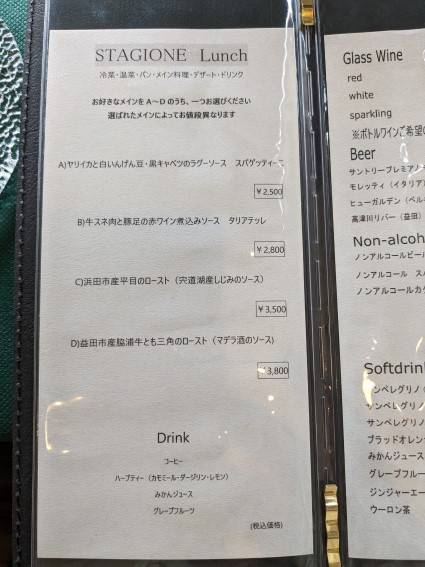 STAGIONE Lunch
冷菜・温菜・パン・メイン料理・デザート・ドリンク
お好きなメインをA～Dのうち、一つお選びください
選ばれたメインによってお値段異なります
A)ヤリイカと白いんげん豆・黒キャベツのラグーソース スパゲッティーニ
￥2,500
B)牛スネ肉と豚足の赤ワイン煮込みソース タリアテッレ
￥2,800
C)浜田市産平目のロースト（宍道湖産しじみのソース）
￥3,500
D)益田市産脇浦牛とも三角のロースト（マデラ酒のソース)
￥3,800
Drink
コーヒー
ハーブティー（カモミール・ダージリン・レモン）
みかんジュース
グレープフルーツ
(税込価格)
Glass Wine
red
white
sparkling
※ボトルワインご希望の
Beer
サントリープレミアム
モレッティ（イタリア
ヒューガルデン（ベル
高津川リバー（益田）
Non-alcoh
ノンアルコールビール
ノンアルコール スパ
ノンアルコールカ
Softdrin
サンペレグリノ（
サンペレグリノ
サンペレグリノ（
ブラッドオレン
みかんジュース
グレープフルー
ジンジャーエー
ウーロン茶